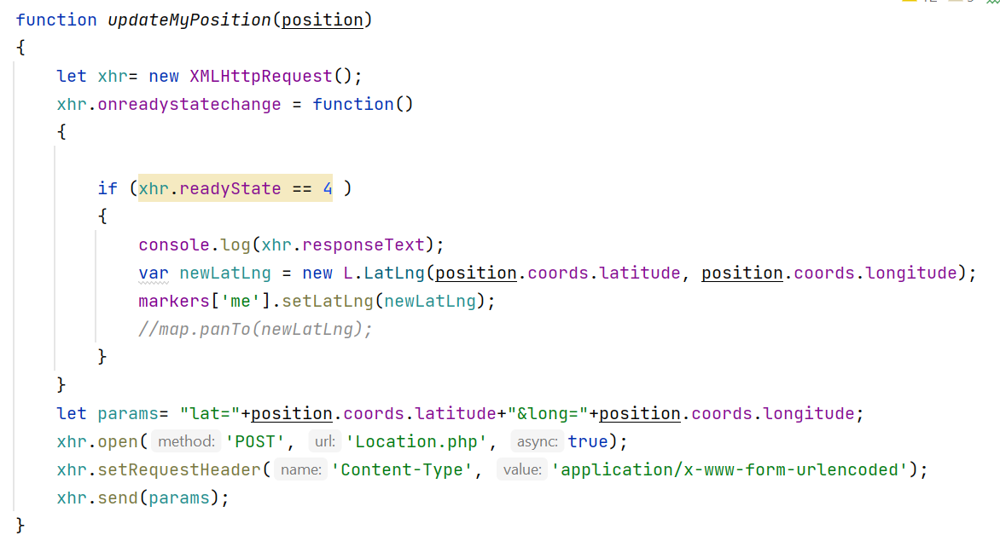 function updateMyPosition(position)
{
    let xhr= new XMLHttpRequest();
    xhr.onreadystatechange = function()
    {

        if (xhr.readyState == 4 )
        {
            console.log(xhr.responseText);
            var newLatLng = new L.LatLng(position.coords.latitude, position.coords.longitude);
            markers['me'].setLatLng(newLatLng);
            //map.panTo(newLatLng);
        }
    }
    let params= "lat="+position.coords.latitude+"&long="+position.coords.longitude;
    xhr.open( method: 'POST', url: 'Location.php', async: true);
    xhr.setRequestHeader( name: 'Content-Type', value: 'application/x-www-form-urlencoded');
    xhr.send(params);
}